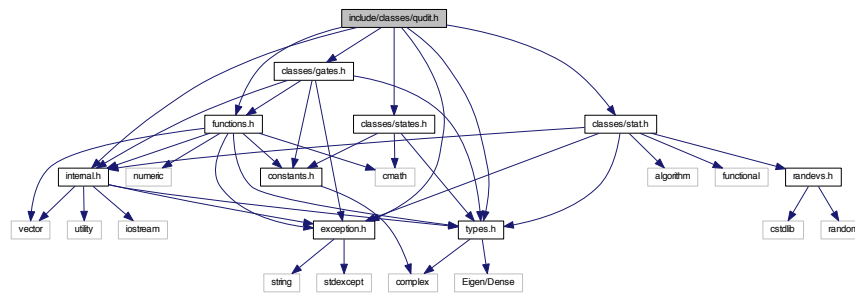 include/classes/qudit.h
classes/gates.h
functions.h
classes/states.h
classes/stat.h
internal.h
numeric
constants.h
cmath
algorithm
functional
randevs.h
vector
utility
iostream
exception.h
types.h
cstdlib
random
string
stdexcept
complex
Eigen/Dense